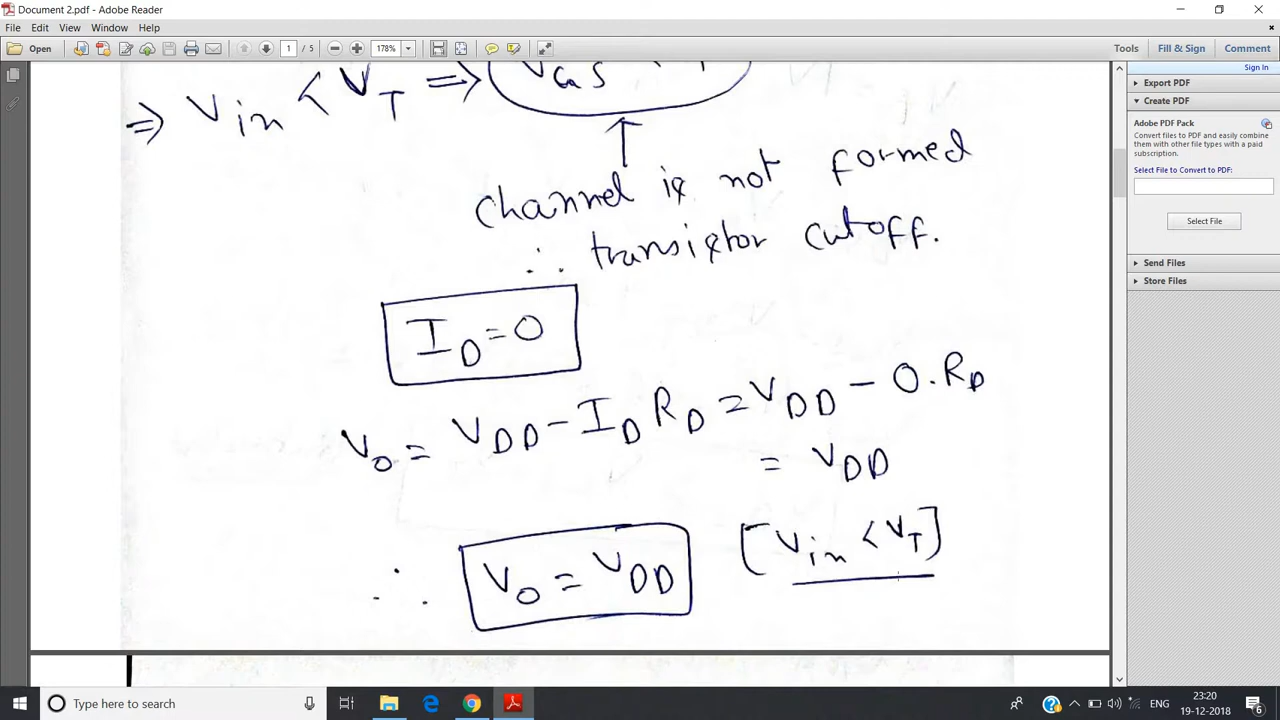 Document 2.pdf - Adobe Reader
File Edit View Window Help
Open 1 / 5 178% Tools Fill & Sign Comment
Sign In
Export PDF
Create PDF
Adobe PDF Pack
Convert files to PDF and easily combine
them with other file types with a paid
subscription.
Select File to Convert to PDF:
Select File
Send Files
Store Files
⇒ Vin < VT ⇒ VGS
channel is not formed
∴ transistor cutoff.
ID = 0
Vo = VDD - ID RD = VDD - 0.RD
= VDD
∴ Vo = VDD [Vin < VT]
Type here to search
ENG
23:20
19-12-2018
6